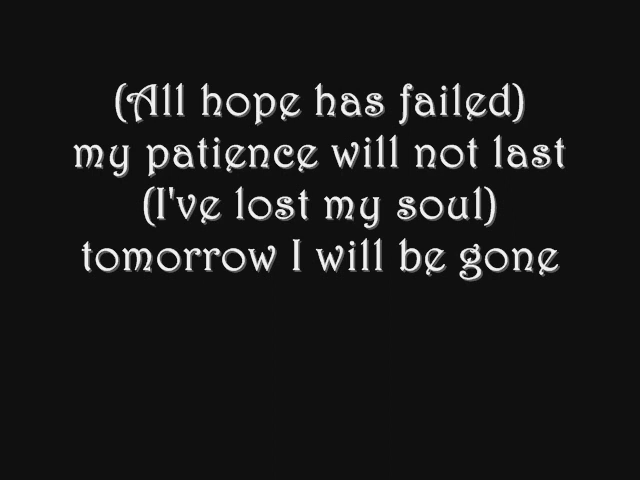 (All hope has failed)
my patience will not last
(I've lost my soul)
tomorrow I will be gone